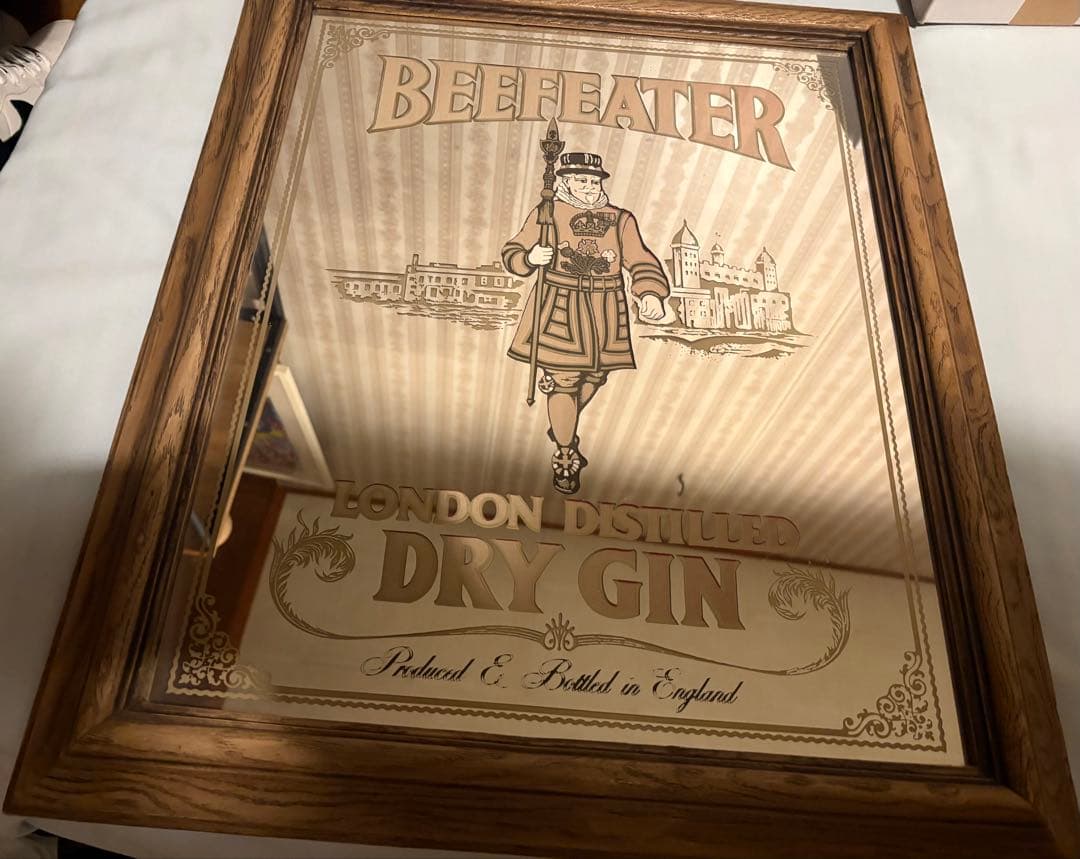 BEEFEATER
LONDON DISTILLED
DRY GIN
Produced & Bottled in England